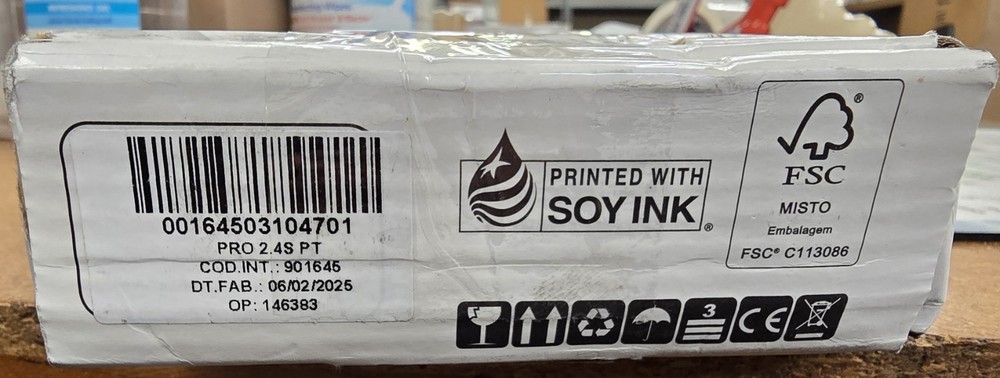 00164503104701
PRO 2.4S PT
COD.INT.: 901645
DT.FAB.: 06/02/2025
OP: 146383
PRINTED WITH
SOY INK®
®
FSC
MISTO
Embalagem
FSC® C113086
3
CE